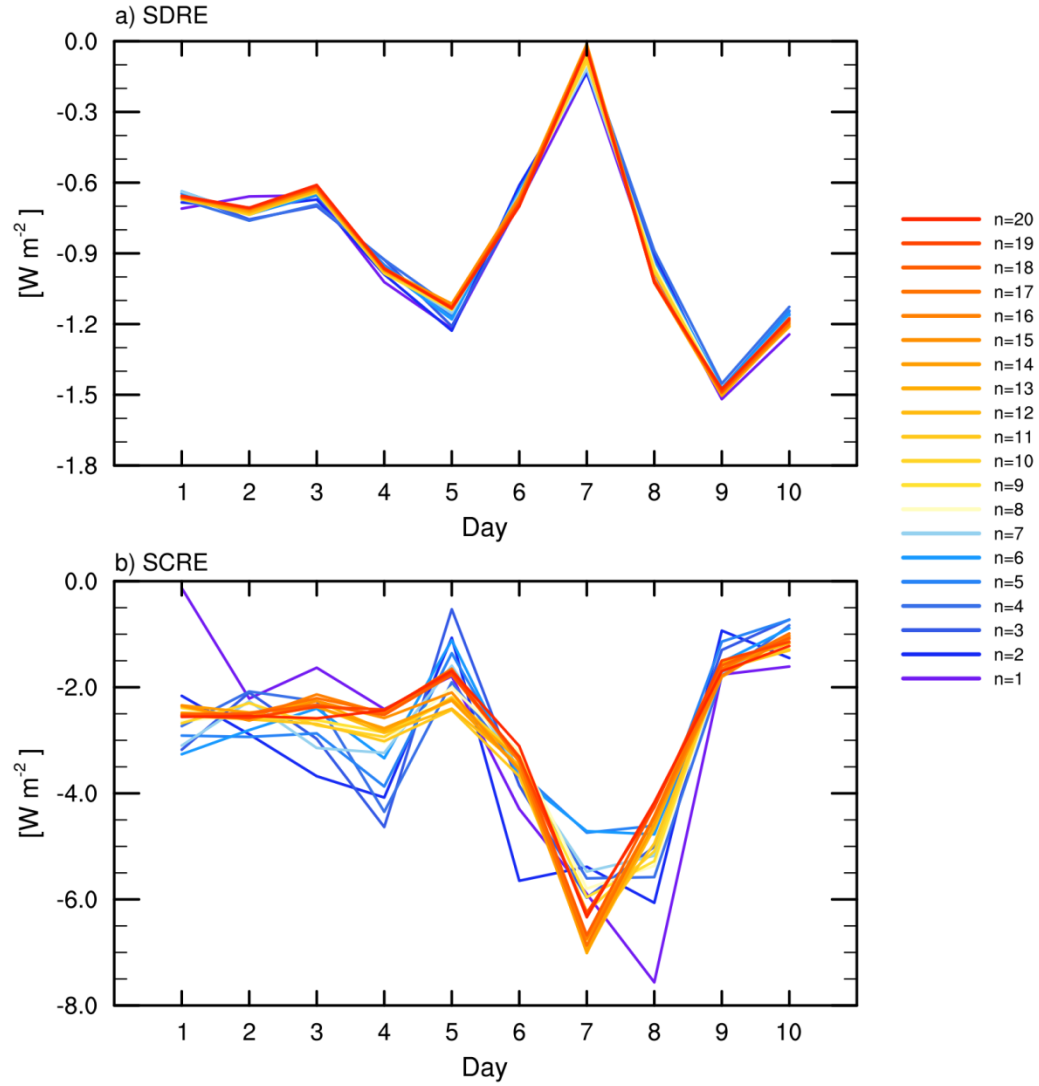 a) SDRE
0.0
-0.3
-0.6
-0.9
-1.2
-1.5
-1.8
[W m-2 ]
1 2 3 4 5 6 7 8 9 10
Day
b) SCRE
0.0
-2.0
-4.0
-6.0
-8.0
[W m-2 ]
1 2 3 4 5 6 7 8 9 10
Day
n=20
n=19
n=18
n=17
n=16
n=15
n=14
n=13
n=12
n=11
n=10
n=9
n=8
n=7
n=6
n=5
n=4
n=3
n=2
n=1